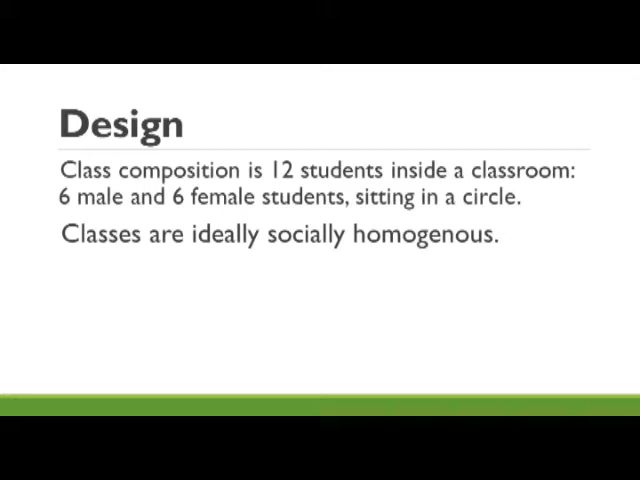 Design
Class composition is 12 students inside a classroom:
6 male and 6 female students, sitting in a circle.
Classes are ideally socially homogenous.